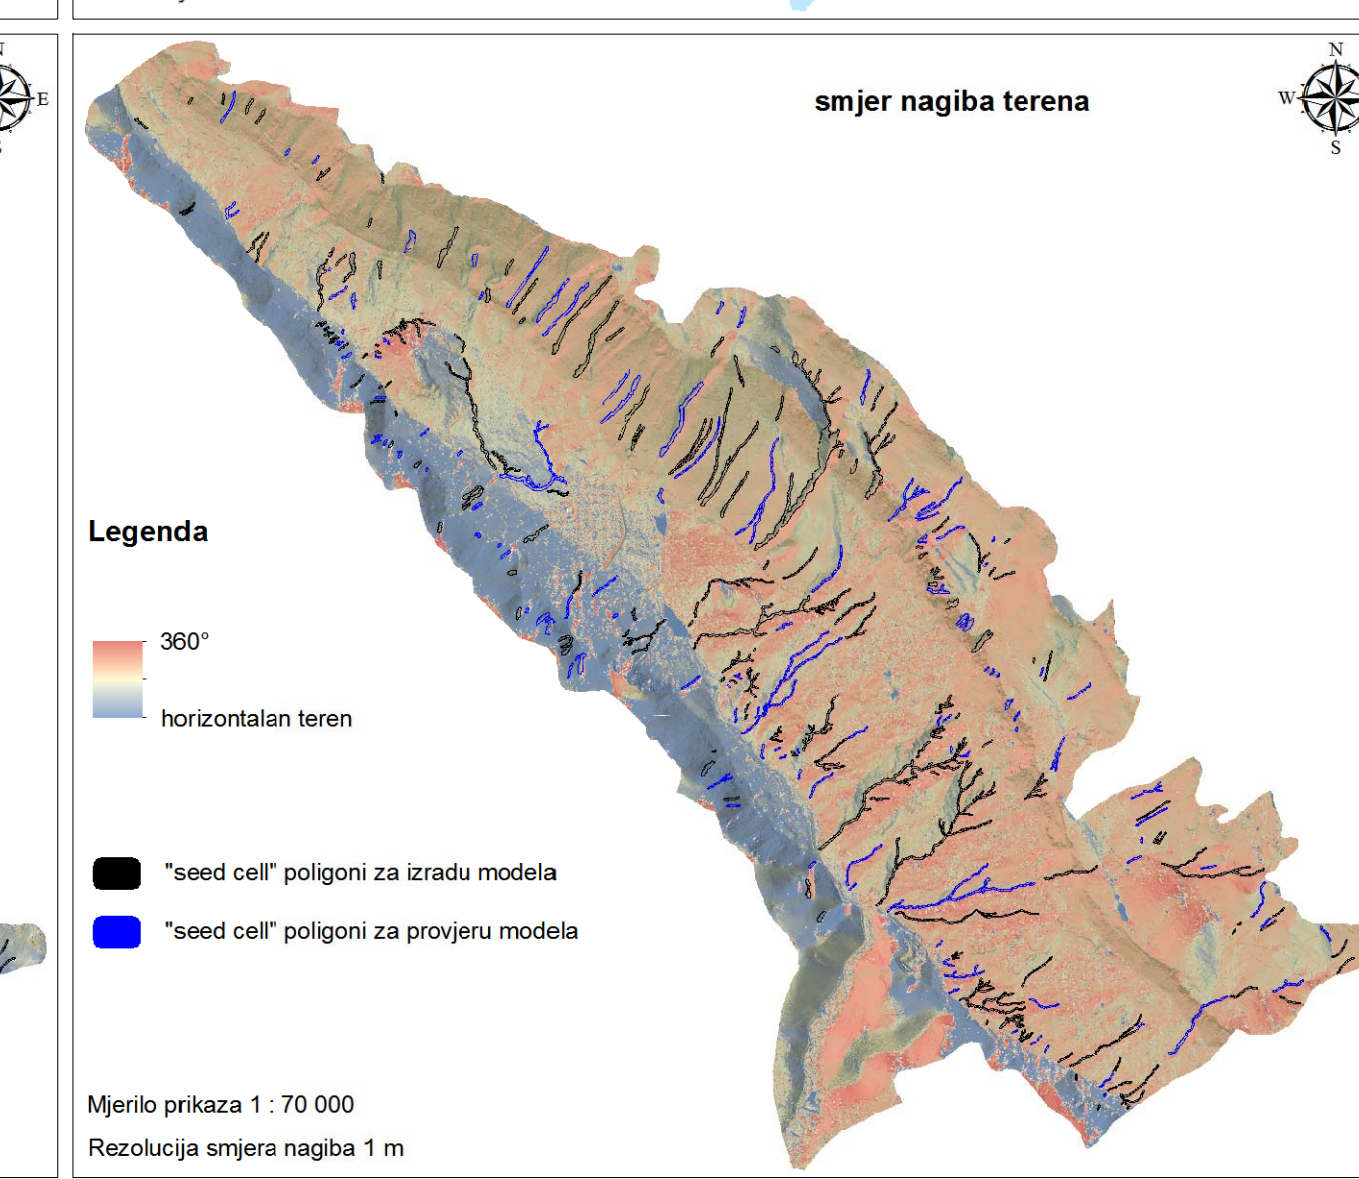 N
E
smjer nagiba terena
N
W
S
Legenda
360°
horizontalan teren
"seed cell" poligoni za izradu modela
"seed cell" poligoni za provjeru modela
Mjerilo prikaza 1 : 70 000
Rezolucija smjera nagiba 1 m